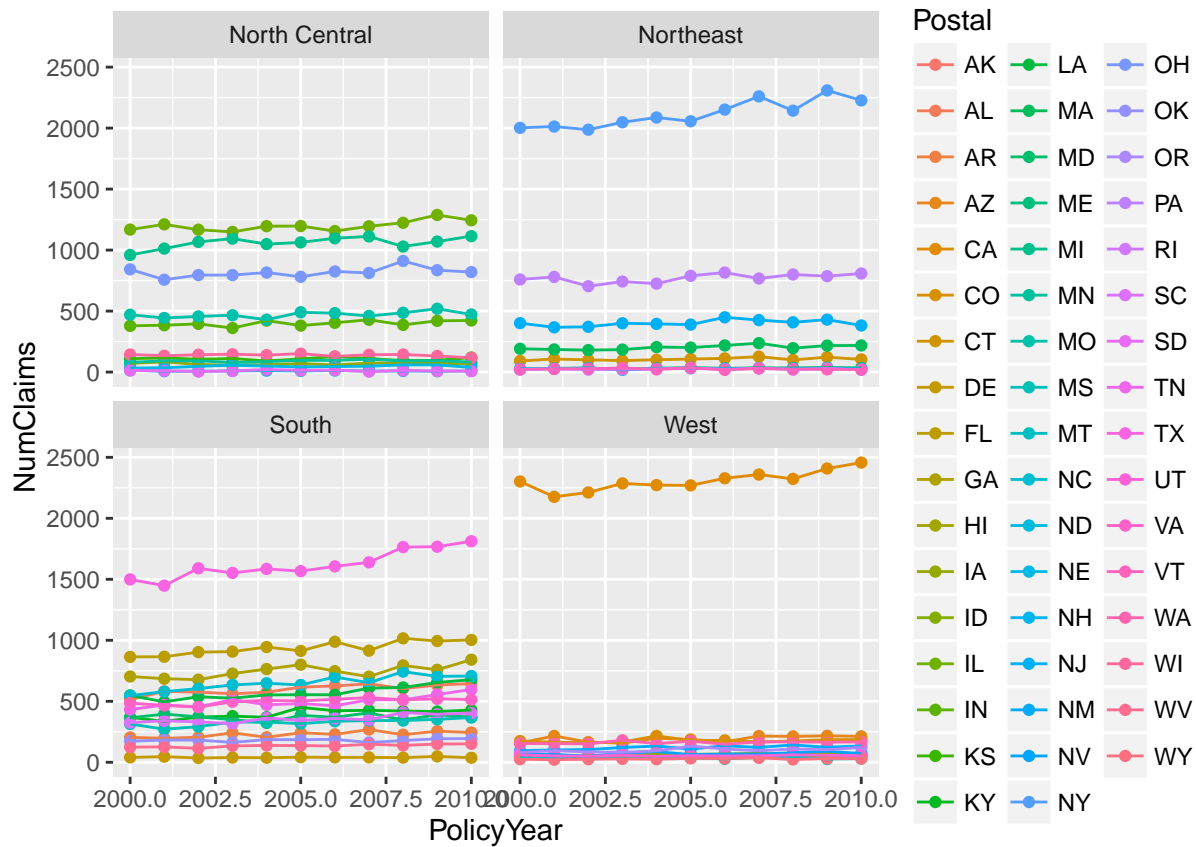 North Central
Northeast
2500
2000
1500
1000
500
0
South
West
2500
2000
1500
1000
500
0
2000.0 2002.5 2005.0 2007.5 2010.0
2000.0 2002.5 2005.0 2007.5 2010.0
PolicyYear
NumClaims
Postal
AK
AL
AR
AZ
CA
CO
CT
DE
FL
GA
HI
IA
ID
IL
IN
KS
KY
LA
MA
MD
ME
MI
MN
MO
MS
MT
NC
ND
NE
NH
NJ
NM
NV
NY
OH
OK
OR
PA
RI
SC
SD
TN
TX
UT
VA
VT
WA
WI
WV
WY